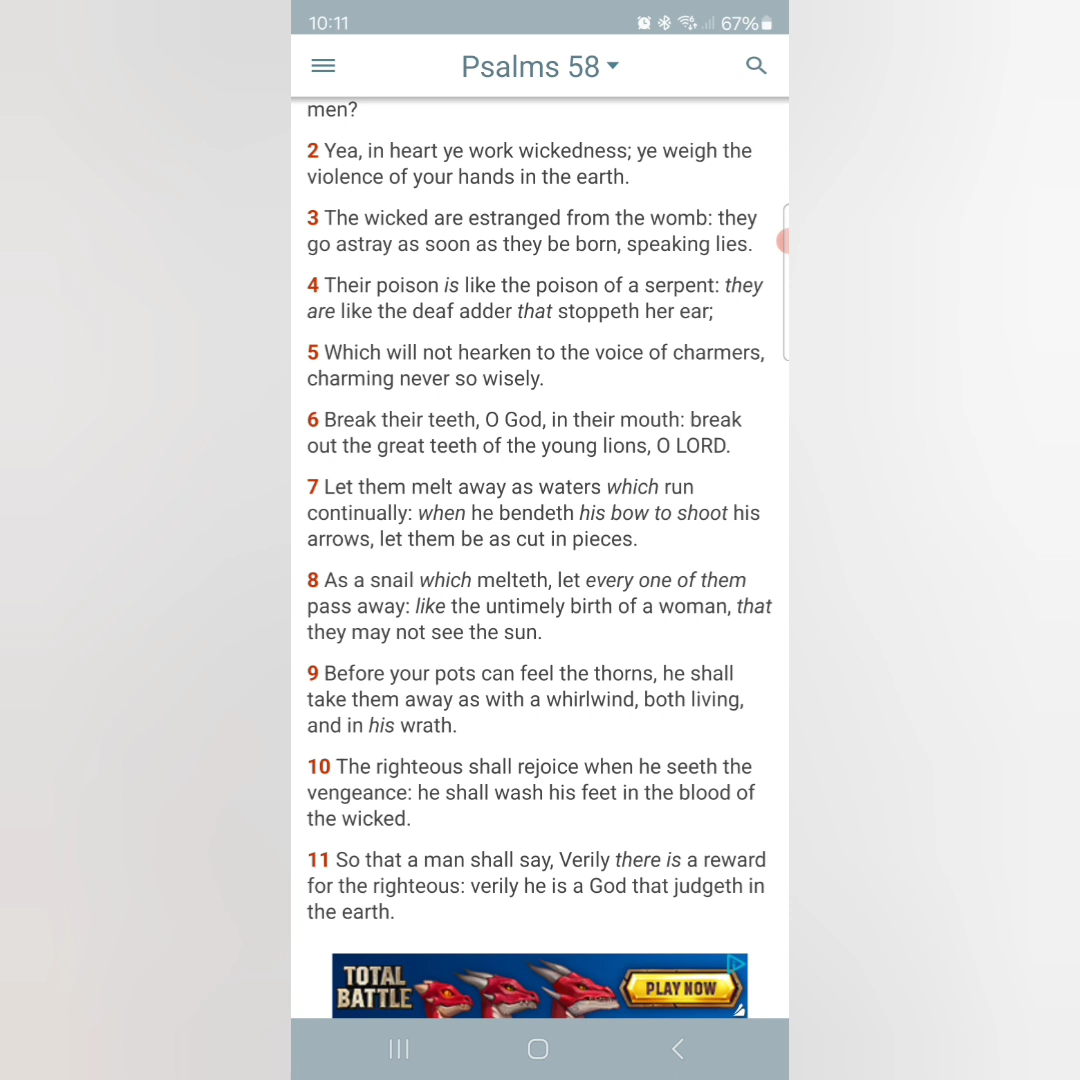 10:11
67%
Psalms 58
men?
2 Yea, in heart ye work wickedness; ye weigh the
violence of your hands in the earth.
3 The wicked are estranged from the womb: they
go astray as soon as they be born, speaking lies.
4 Their poison is like the poison of a serpent: they
are like the deaf adder that stoppeth her ear;
5 Which will not hearken to the voice of charmers,
charming never so wisely.
6 Break their teeth, O God, in their mouth: break
out the great teeth of the young lions, O LORD.
7 Let them melt away as waters which run
continually: when he bendeth his bow to shoot his
arrows, let them be as cut in pieces.
8 As a snail which melteth, let every one of them
pass away: like the untimely birth of a woman, that
they may not see the sun.
9 Before your pots can feel the thorns, he shall
take them away as with a whirlwind, both living,
and in his wrath.
10 The righteous shall rejoice when he seeth the
vengeance: he shall wash his feet in the blood of
the wicked.
11 So that a man shall say, Verily there is a reward
for the righteous: verily he is a God that judgeth in
the earth.
TOTAL
BATTLE
PLAY NOW